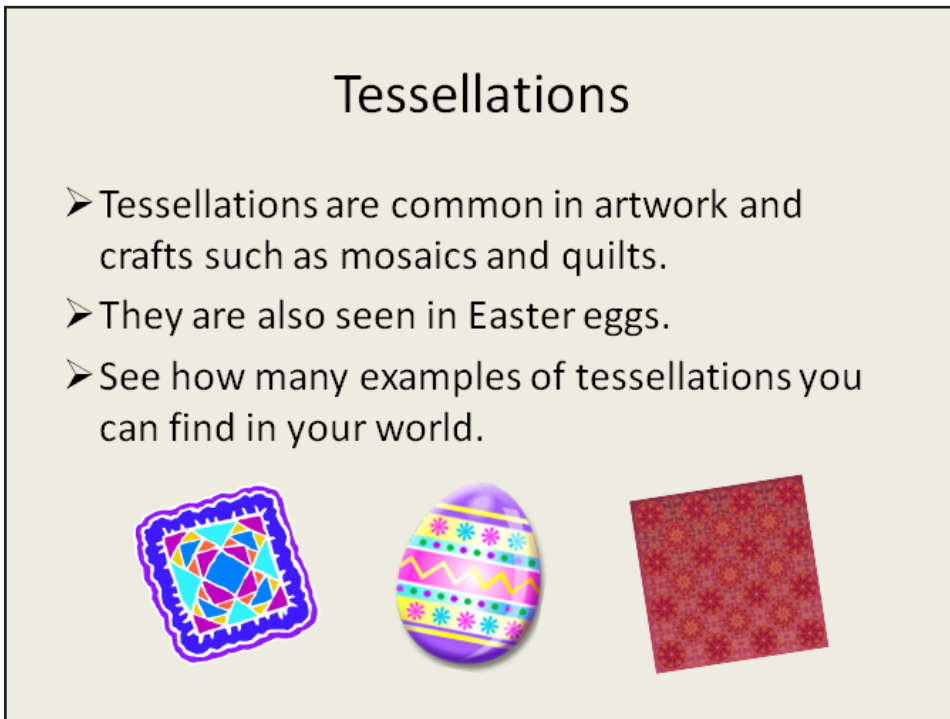 Tessellations
➢Tessellations are common in artwork and
crafts such as mosaics and quilts.
➢They are also seen in Easter eggs.
➢See how many examples of tessellations you
can find in your world.